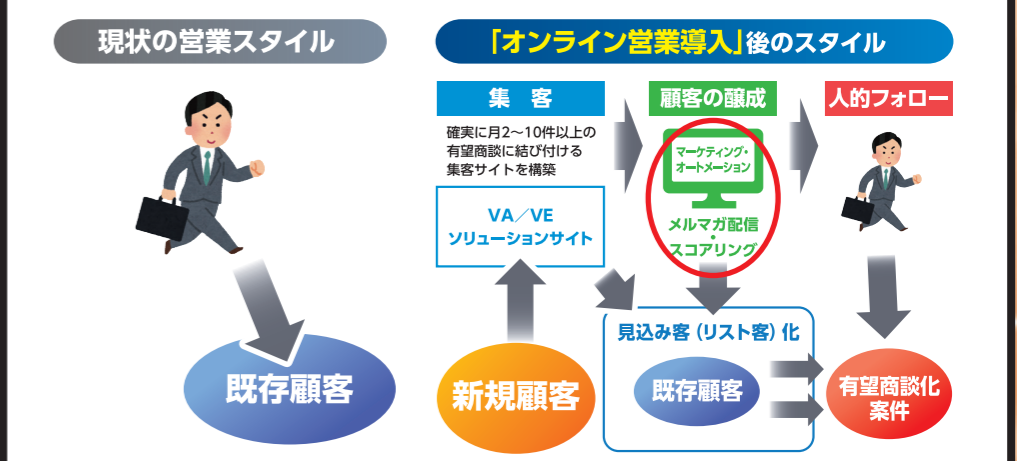 現状の営業スタイル
既存顧客
「オンライン営業導入」後のスタイル
集 客
確実に月2〜10件以上の
有望商談に結び付ける
集客サイトを構築
VA/VE
ソリューションサイト
新規顧客
顧客の醸成
マーケティング・
オートメーション
メルマガ配信
・
スコアリング
見込み客（リスト客）化
既存顧客
人的フォロー
有望商談化
案件